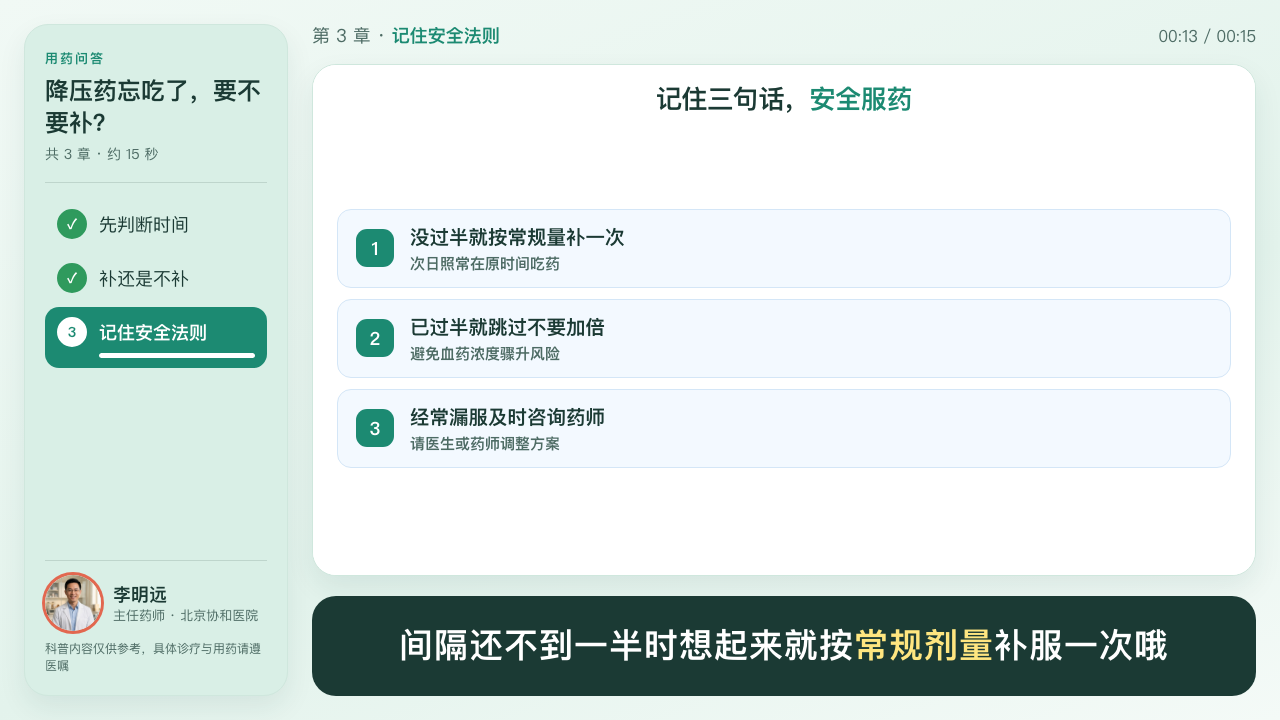 用药问答
降压药忘吃了，要不
要补?
共 3 章 · 约 15 秒
✓ 先判断时间
✓ 补还是不补
3 记住安全法则
李明远
主任药师 · 北京协和医院
科普内容仅供参考，具体诊疗与用药请遵
医嘱
第 3 章 · 记住安全法则
00:13 / 00:15
记住三句话，安全服药
1 没过半就按常规量补一次
次日照常在原时间吃药
2 已过半就跳过不要加倍
避免血药浓度骤升风险
3 经常漏服及时咨询药师
请医生或药师调整方案
间隔还不到一半时想起来就按常规剂量补服一次哦